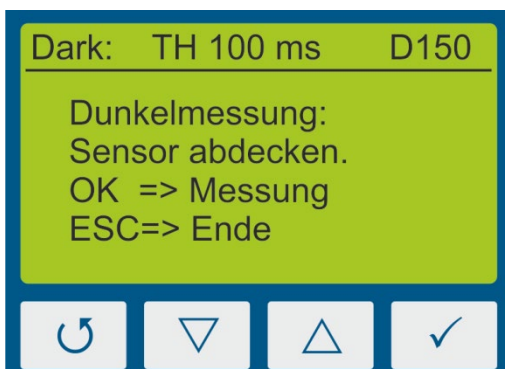 Dark: TH 100 ms D150
Dunkelmessung:
Sensor abdecken.
OK => Messung
ESC=> Ende